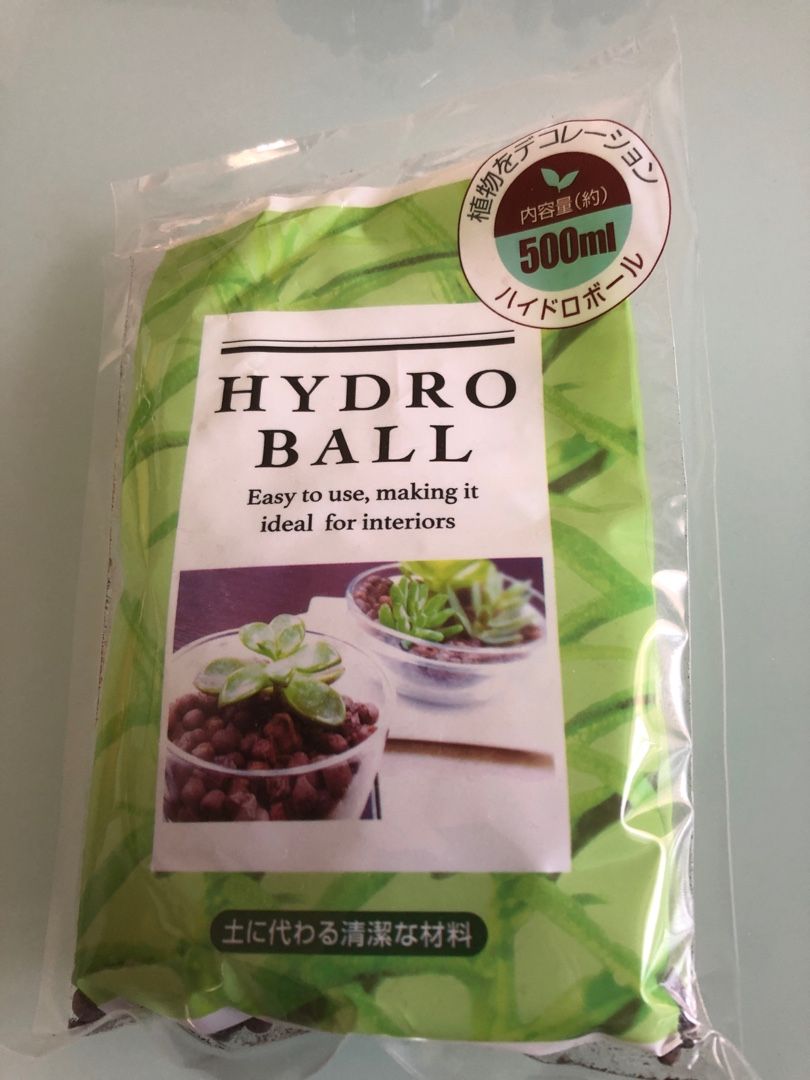 植物をデコレーション
内容量(約)
500ml
ハイドロボール
HYDRO
BALL
Easy to use, making it
ideal for interiors
土に代わる清潔な材料